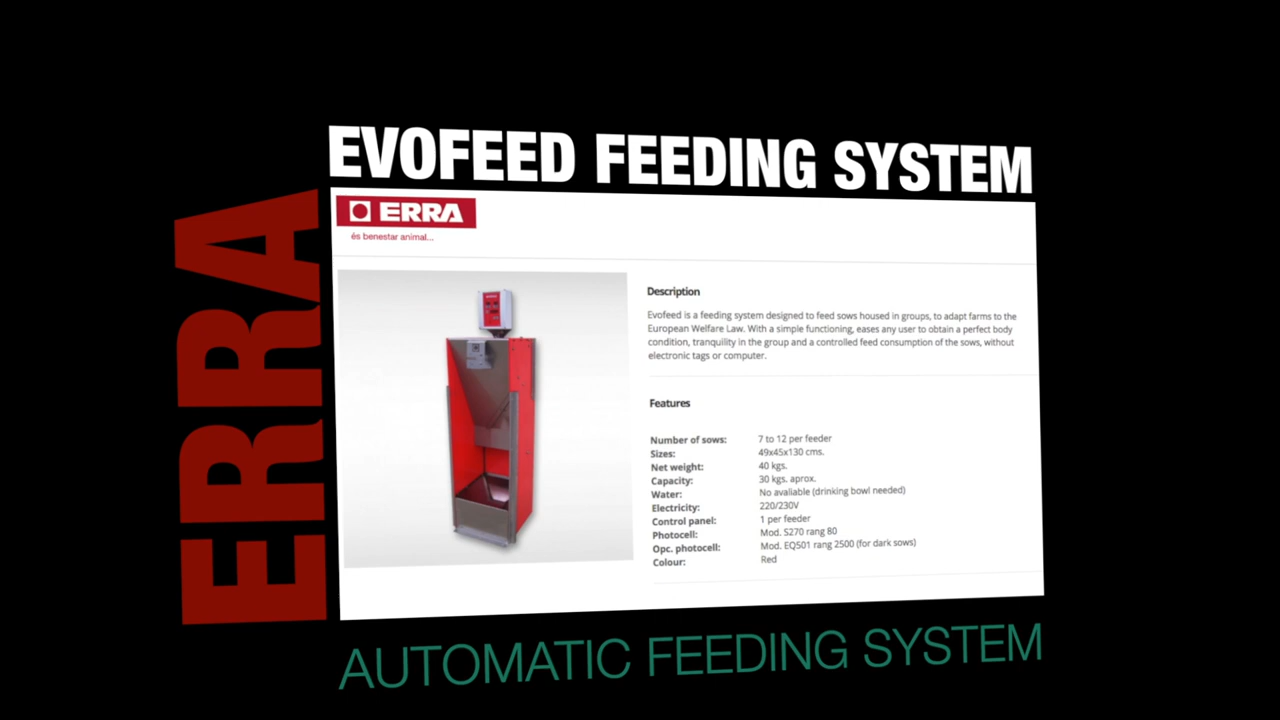 EVOFEED FEEDING SYSTEM
ERRA
ERRA
és benestar animal...
Description
Evofeed is a feeding system designed to feed sows housed in groups, to adapt farms to the
European Welfare Law. With a simple functioning, eases any user to obtain a perfect body
condition, tranquility in the group and a controlled feed consumption of the sows, without
electronic tags or computer.
Features
Number of sows: 7 to 12 per feeder
Sizes: 49x45x130 cms.
Net weight: 40 kgs.
Capacity: 30 kgs. aprox.
Water: No avaliable (drinking bowl needed)
Electricity: 220/230V
Control panel: 1 per feeder
Photocell: Mod. S270 rang 80
Opc. photocell: Mod. EQ501 rang 2500 (for dark sows)
Colour: Red
AUTOMATIC FEEDING SYSTEM